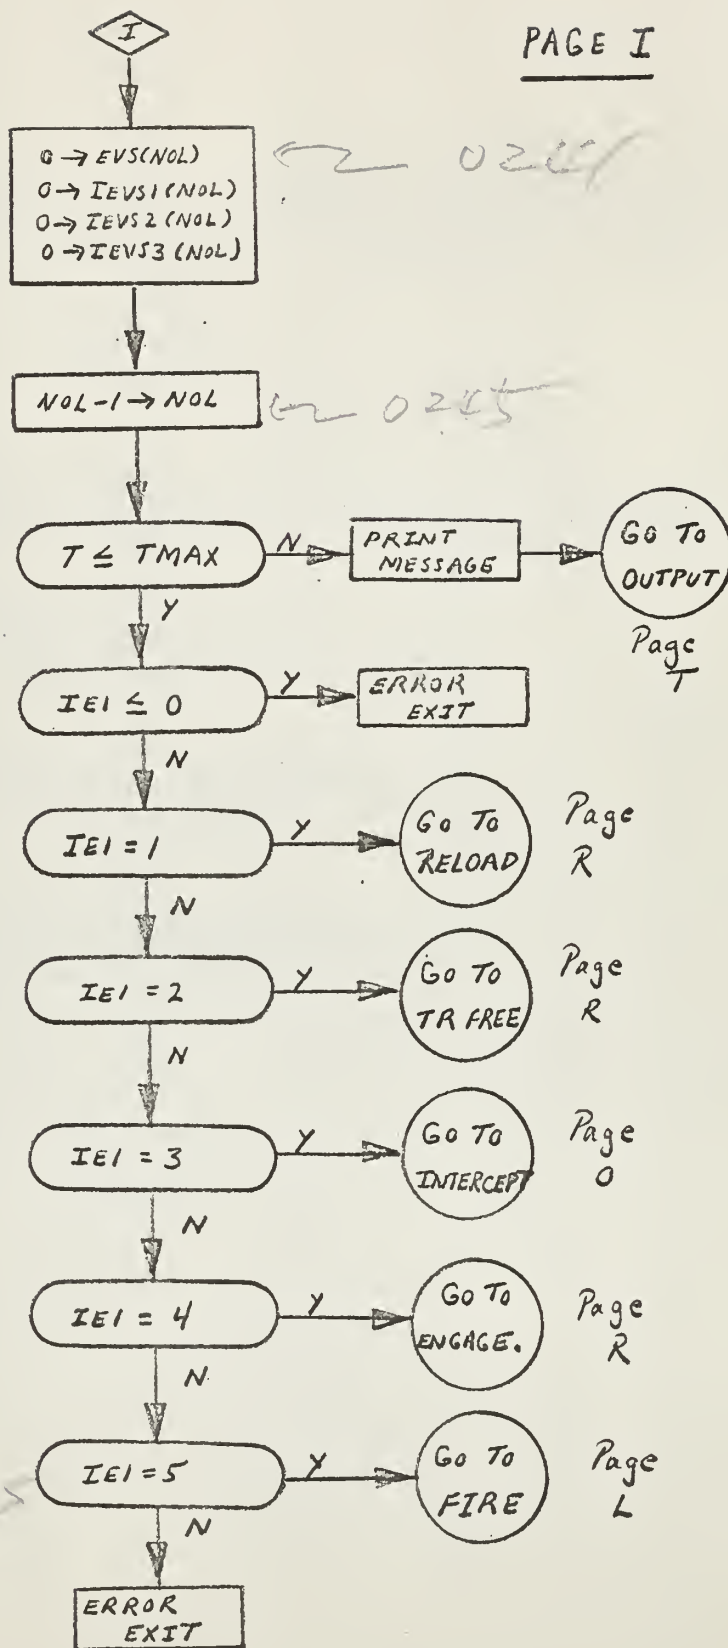 PAGE I
I
0 → EVS(NOL)
0 → IEVS1(NOL)
0 → IEVS2(NOL)
0 → IEVS3(NOL)
NOL-1 → NOL
0215
T ≤ TMAX
N
PRINT
MESSAGE
GO TO
OUTPUT
Page
T
Y
IE1 ≤ 0
Y
ERROR
EXIT
N
IE1 = 1
Y
GO TO
RELOAD
Page
R
N
IE1 = 2
Y
GO TO
TR FREE
Page
R
N
IE1 = 3
Y
GO TO
INTERCEPT
Page
O
N
IE1 = 4
Y
GO TO
ENGAGE.
Page
R
N
IE1 = 5
Y
GO TO
FIRE
Page
L
N
ERROR
EXIT